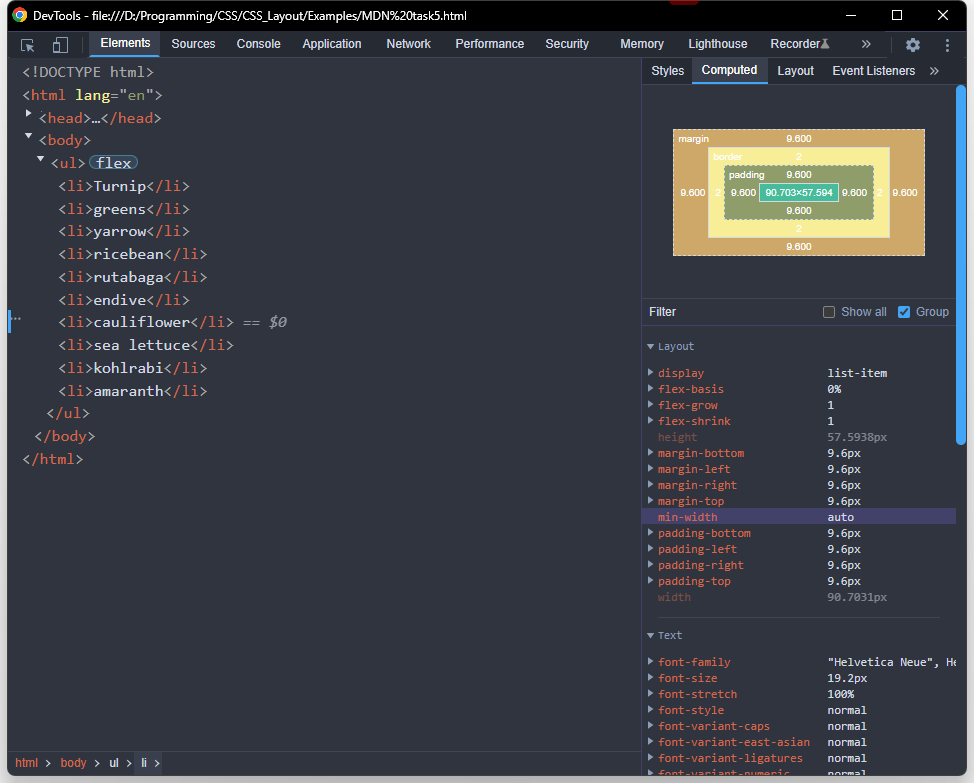 DevTools - file:///D:/Programming/CSS/CSS_Layout/Examples/MDN%20task5.html
Elements Sources Console Application Network Performance Security Memory Lighthouse Recorder »
<!DOCTYPE html>
<html lang="en">
<head>…</head>
<body>
<ul> flex
<li>Turnip</li>
<li>greens</li>
<li>yarrow</li>
<li>ricebean</li>
<li>rutabaga</li>
<li>endive</li>
… <li>cauliflower</li> == $0
<li>sea lettuce</li>
<li>kohlrabi</li>
<li>amaranth</li>
</ul>
</body>
</html>
html body ul li
Styles Computed Layout Event Listeners »
margin 9.600
border 2
padding 9.600
9.600 2 9.600 90.703×57.594 9.600 2 9.600
9.600
2
9.600
Filter Show all Group
Layout
display list-item
flex-basis 0%
flex-grow 1
flex-shrink 1
height 57.5938px
margin-bottom 9.6px
margin-left 9.6px
margin-right 9.6px
margin-top 9.6px
min-width auto
padding-bottom 9.6px
padding-left 9.6px
padding-right 9.6px
padding-top 9.6px
width 90.7031px
Text
font-family "Helvetica Neue", He
font-size 19.2px
font-stretch 100%
font-style normal
font-variant-caps normal
font-variant-east-asian normal
font-variant-ligatures normal
font-variant-numeric normal